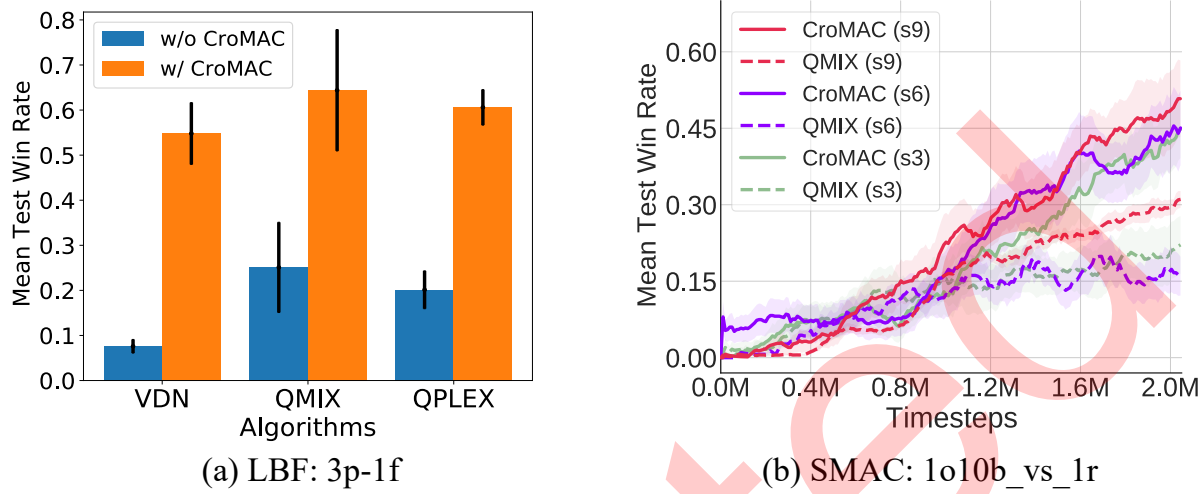 0.8
0.7
0.6
0.5
0.4
0.3
0.2
0.1
0.0
Mean Test Win Rate
w/o CroMAC
w/ CroMAC
VDN QMIX QPLEX
Algorithms
(a) LBF: 3p-1f
0.60
0.45
0.30
0.15
0.00
Mean Test Win Rate
CroMAC (s9)
QMIX (s9)
CroMAC (s6)
QMIX (s6)
CroMAC (s3)
QMIX (s3)
0.0M 0.4M 0.8M 1.2M 1.6M 2.0M
Timesteps
(b) SMAC: 1o10b_vs_1r